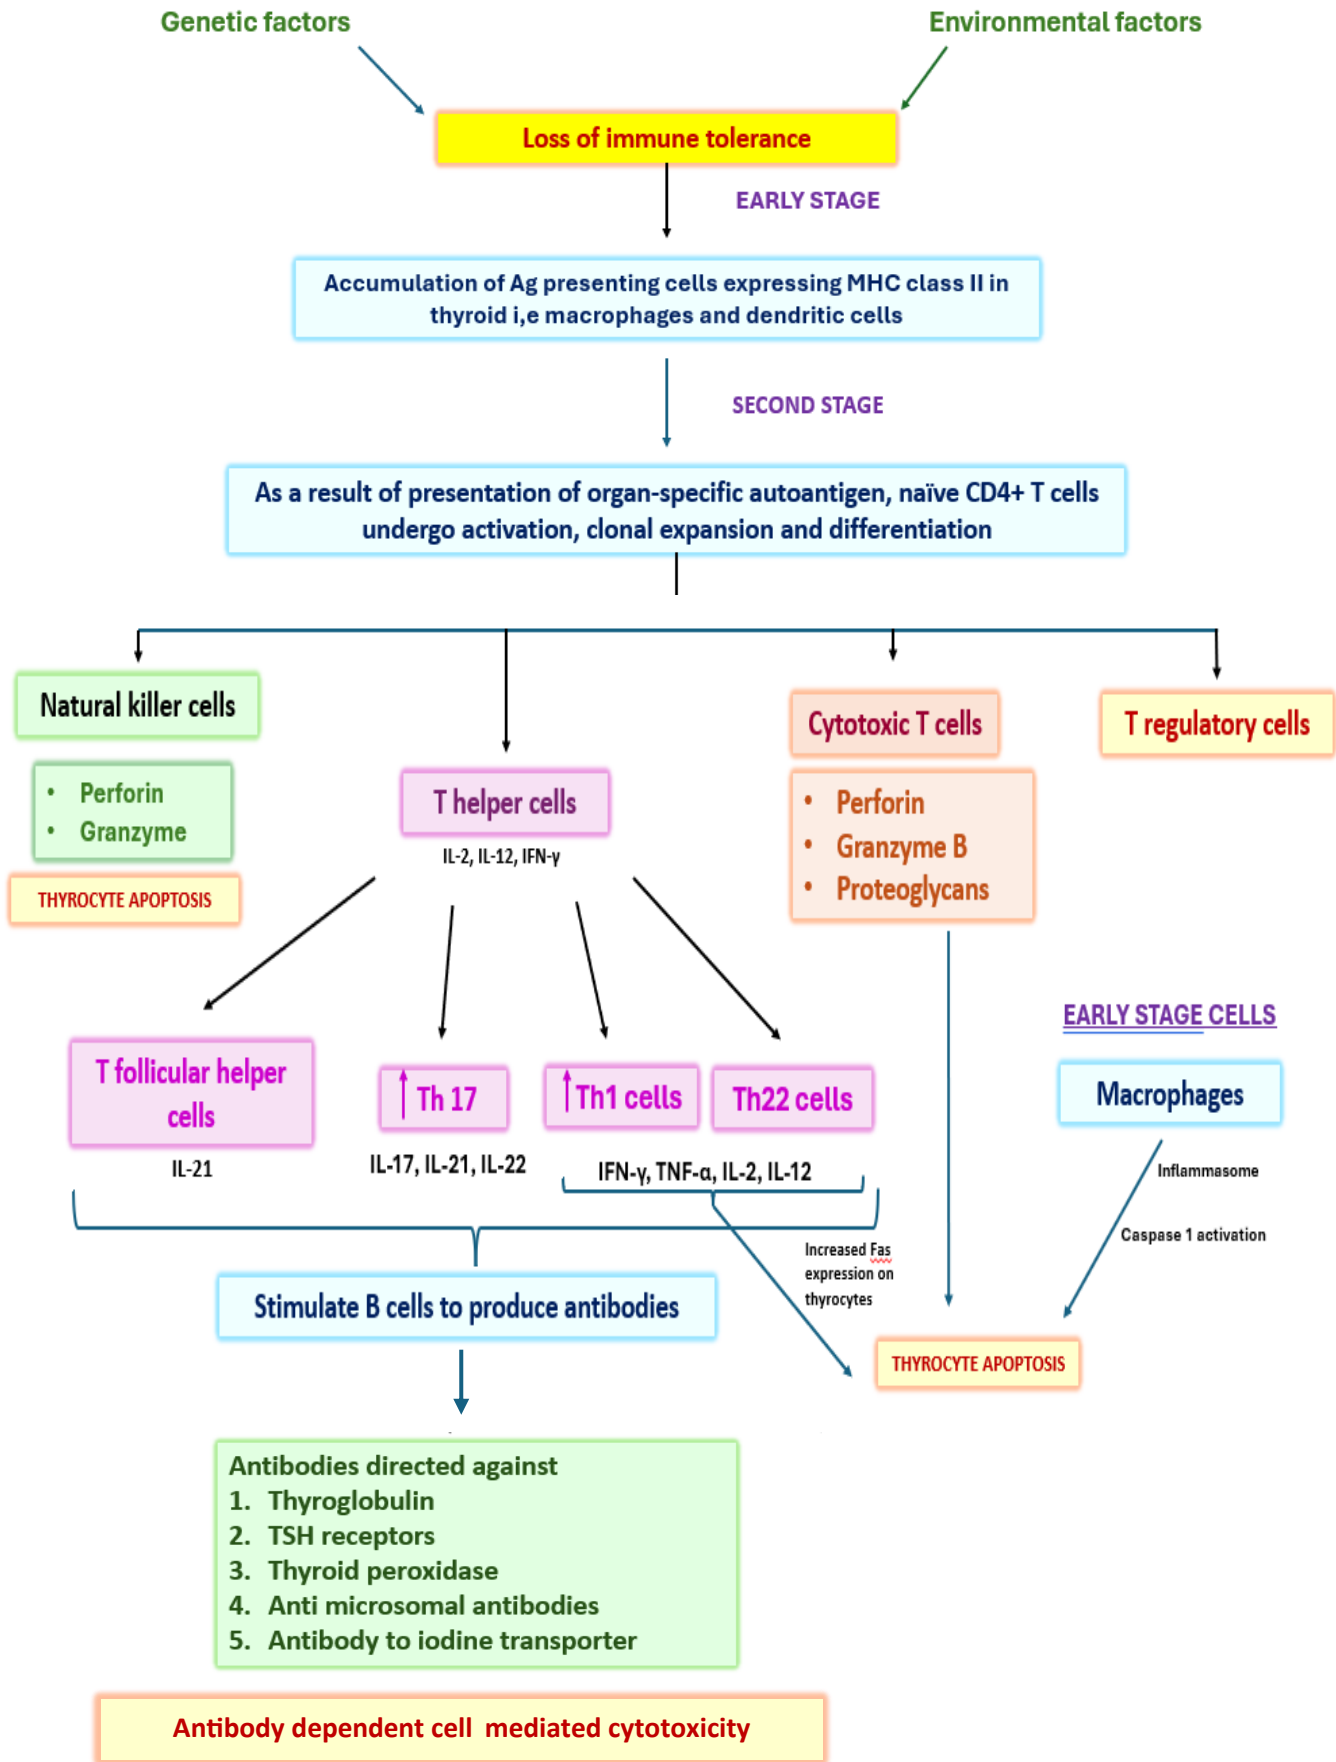 Genetic factors
Environmental factors
Loss of immune tolerance
EARLY STAGE
Accumulation of Ag presenting cells expressing MHC class II in
thyroid i,e macrophages and dendritic cells
SECOND STAGE
As a result of presentation of organ-specific autoantigen, naïve CD4+ T cells
undergo activation, clonal expansion and differentiation
Natural killer cells
• Perforin
• Granzyme
THYROCYTE APOPTOSIS
T helper cells
IL-2, IL-12, IFN-γ
Cytotoxic T cells
• Perforin
• Granzyme B
• Proteoglycans
T regulatory cells
T follicular helper
cells
IL-21
Th 17
IL-17, IL-21, IL-22
Th1 cells
Th22 cells
IFN-γ, TNF-α, IL-2, IL-12
EARLY STAGE CELLS
Macrophages
Inflammasome
Caspase 1 activation
Increased Fas
expression on
thyrocytes
THYROCYTE APOPTOSIS
Stimulate B cells to produce antibodies
Antibodies directed against
1. Thyroglobulin
2. TSH receptors
3. Thyroid peroxidase
4. Anti microsomal antibodies
5. Antibody to iodine transporter
Antibody dependent cell mediated cytotoxicity